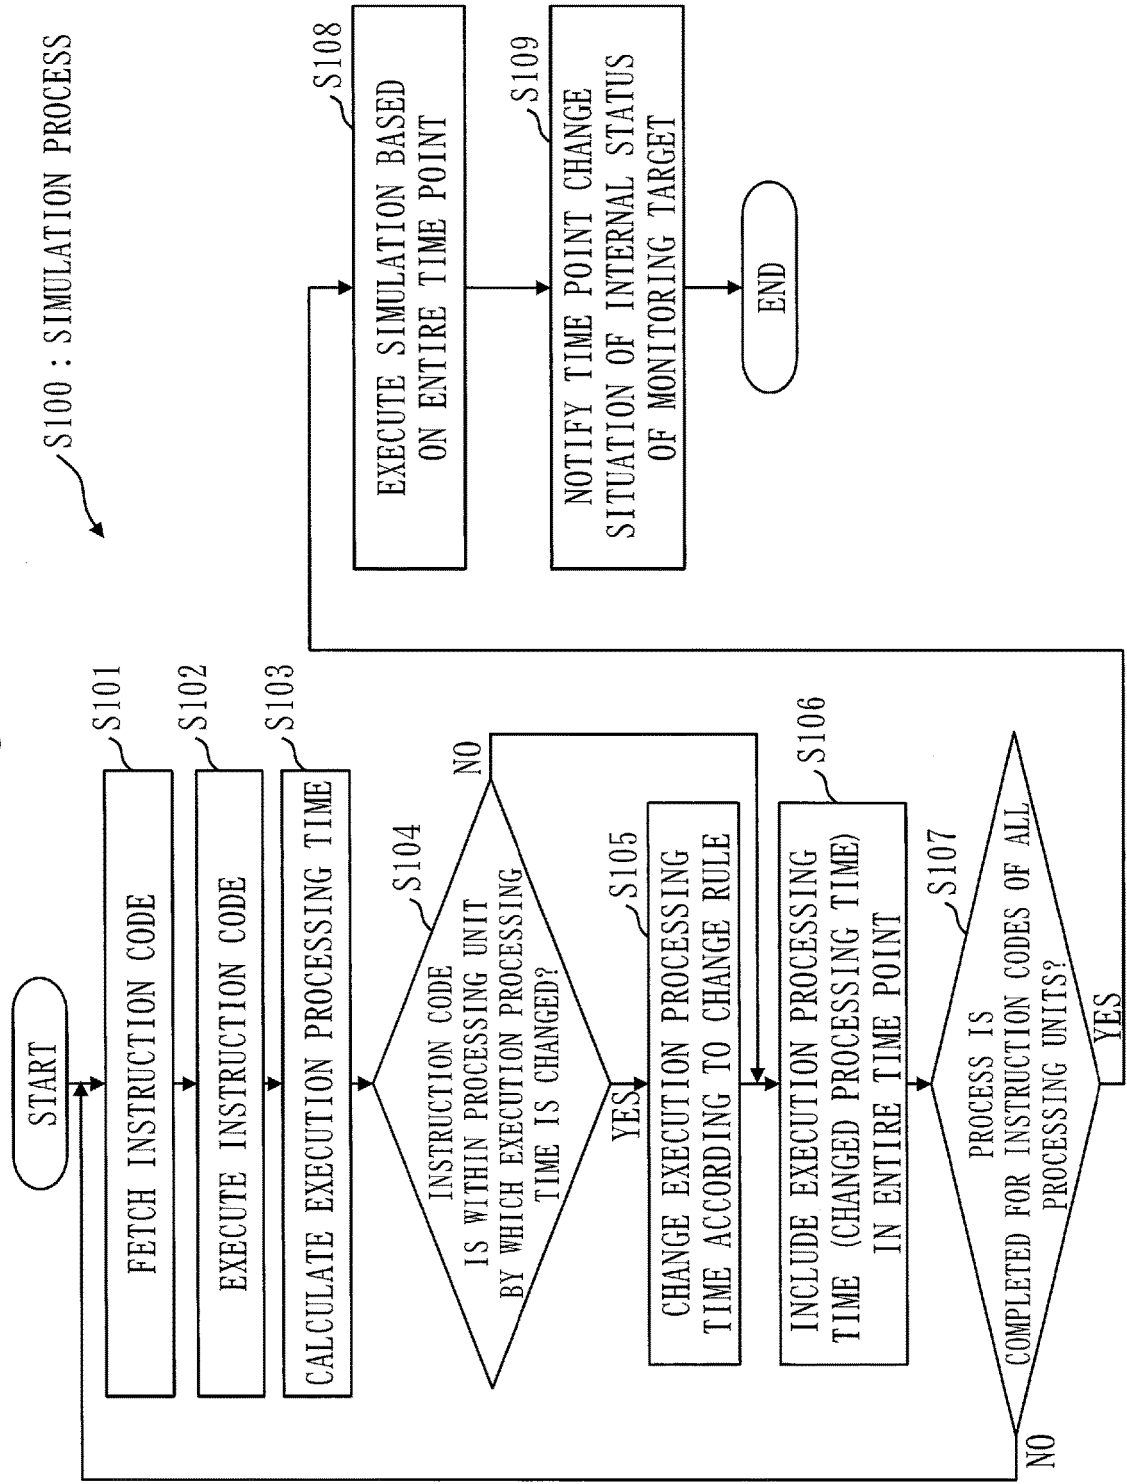 S100 : SIMULATION PROCESS
START
FETCH INSTRUCTION CODE
S101
EXECUTE INSTRUCTION CODE
S102
CALCULATE EXECUTION PROCESSING TIME
S103
INSTRUCTION CODE
IS WITHIN PROCESSING UNIT
BY WHICH EXECUTION PROCESSING
TIME IS CHANGED?
S104
NO
YES
CHANGE EXECUTION PROCESSING
TIME ACCORDING TO CHANGE RULE
S105
INCLUDE EXECUTION PROCESSING
TIME (CHANGED PROCESSING TIME)
IN ENTIRE TIME POINT
S106
PROCESS IS
COMPLETED FOR INSTRUCTION CODES OF ALL
PROCESSING UNITS?
S107
NO
YES
EXECUTE SIMULATION BASED
ON ENTIRE TIME POINT
S108
NOTIFY TIME POINT CHANGE
SITUATION OF INTERNAL STATUS
OF MONITORING TARGET
S109
END